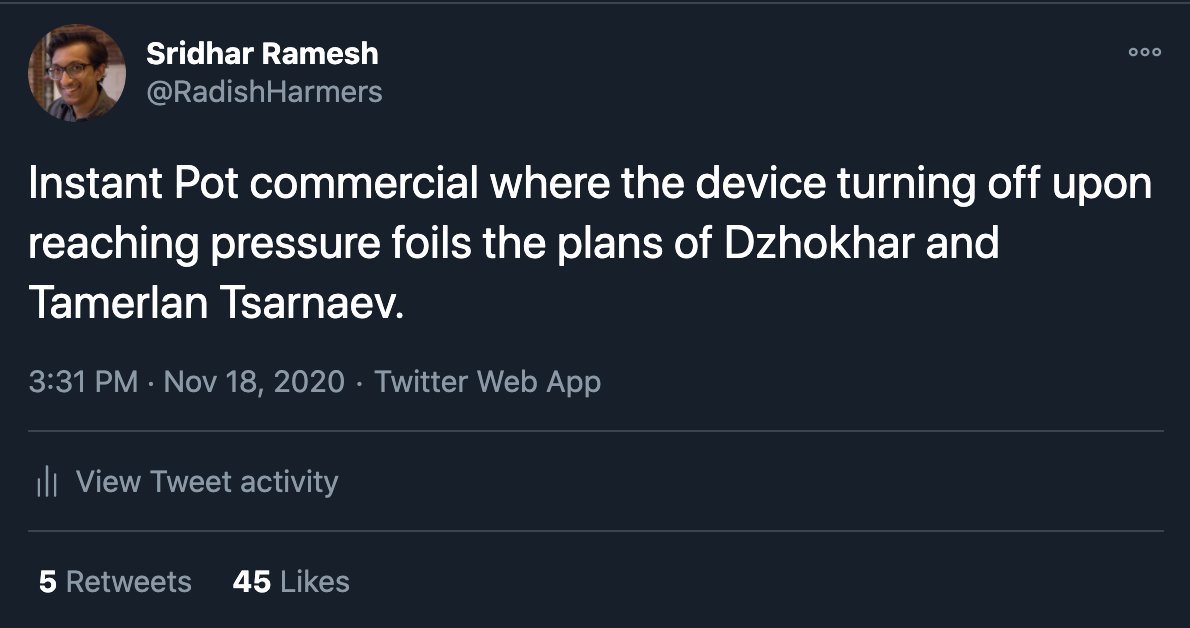 Sridhar Ramesh
@RadishHarmers
Instant Pot commercial where the device turning off upon
reaching pressure foils the plans of Dzhokhar and
Tamerlan Tsarnaev.
3:31 PM · Nov 18, 2020 · Twitter Web App
View Tweet activity
5 Retweets 45 Likes